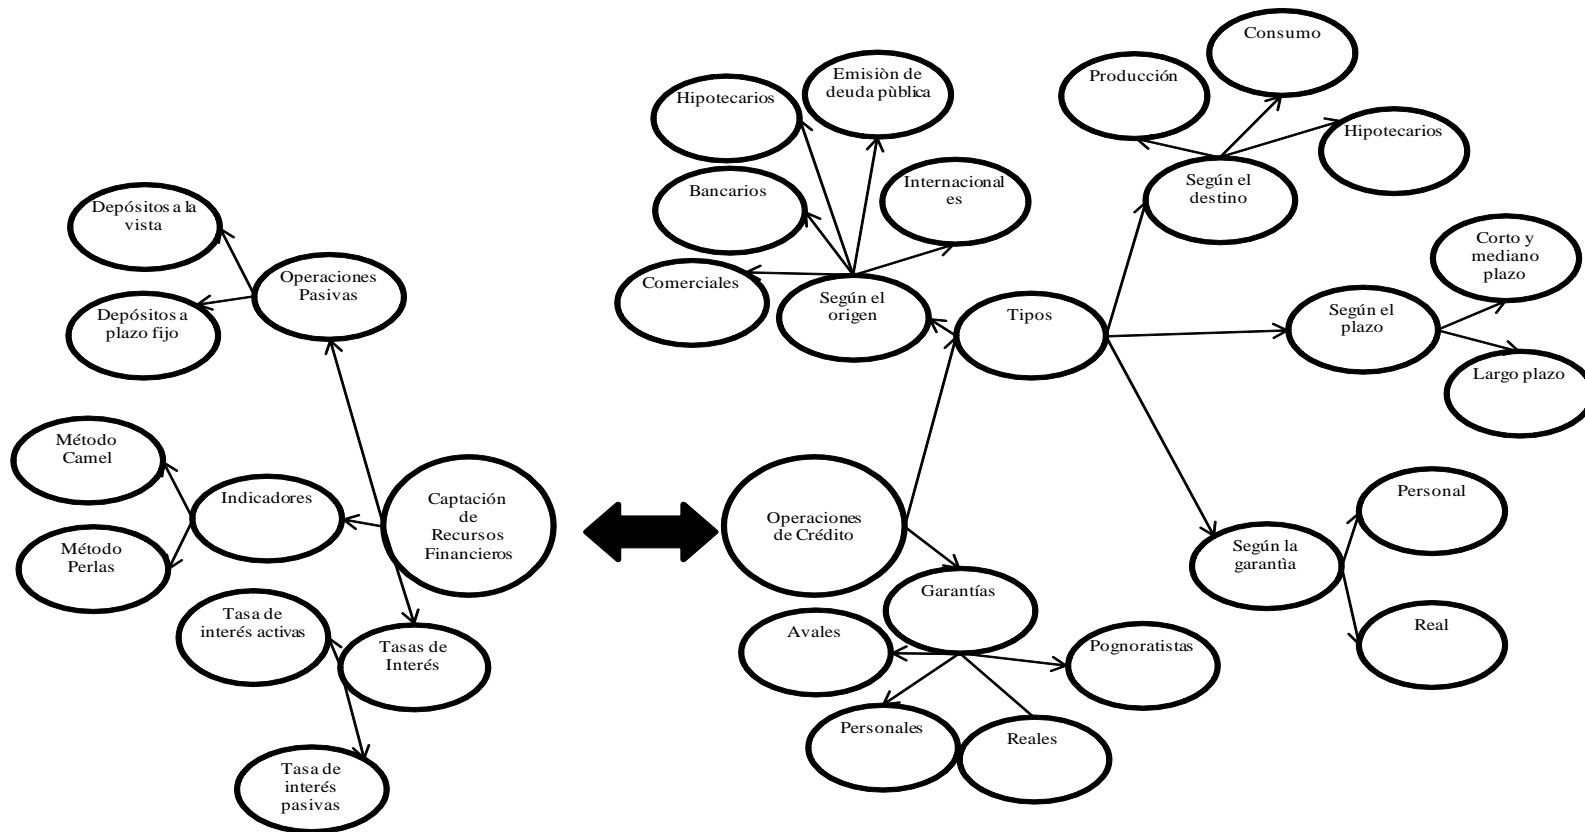 Consumo
Producción
Emisiòn de
deuda pùblica
Hipotecarios
Hipotecarios
Bancarios
Internacional
es
Según el
destino
Depósitos a la
vista
Corto y
mediano
plazo
Operaciones
Pasivas
Comerciales
Según el
origen
Tipos
Según el
plazo
Depósitos a
plazo fijo
Largo plazo
Método
Camel
Indicadores
Captación
de
Recursos
Financieros
Operaciones
de Crédito
Personal
Método
Perlas
Según la
garantìa
Garantías
Tasa de
interés activas
Tasas de
Interés
Avales
Pognoratistas
Real
Personales
Reales
Tasa de
interés
pasivas